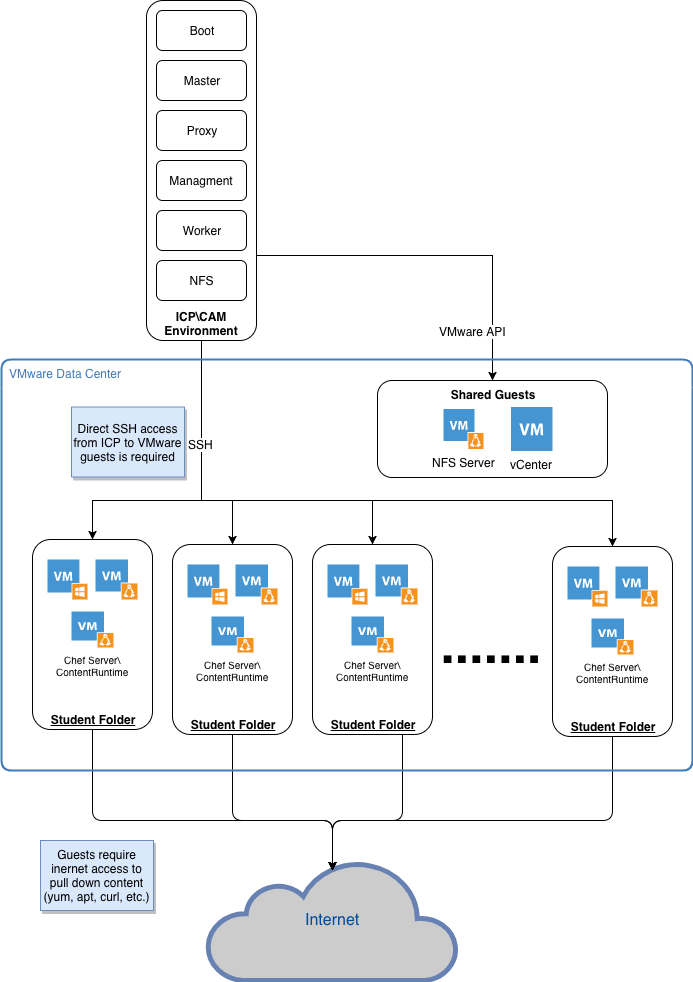 Boot
Master
Proxy
Managment
Worker
NFS
ICP\CAM
Environment
VMware API
VMware Data Center
Shared Guests
VM
VM
NFS Server
vCenter
Direct SSH access
from ICP to VMware
guests is required
SSH
VM
VM
VM
Chef Server\
ContentRuntime
Student Folder
VM
VM
VM
Chef Server\
ContentRuntime
Student Folder
VM
VM
VM
Chef Server\
ContentRuntime
Student Folder
VM
VM
VM
Chef Server\
ContentRuntime
Student Folder
Guests require
inernet access to
pull down content
(yum, apt, curl, etc.)
Internet